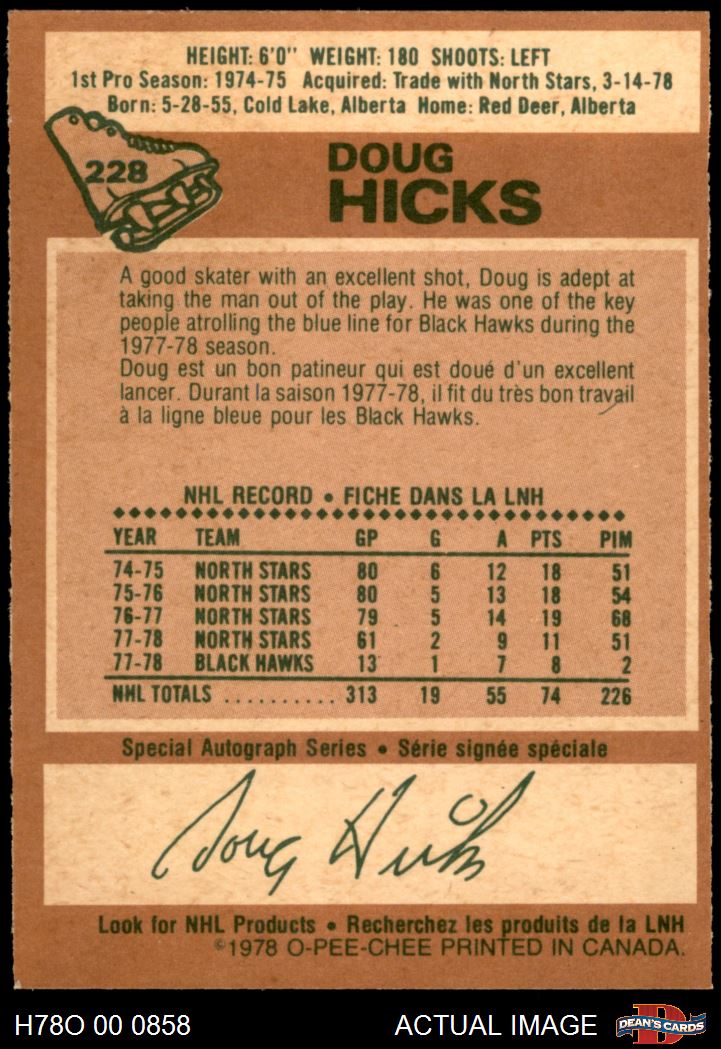 HEIGHT: 6'0" WEIGHT: 180 SHOOTS: LEFT
1st Pro Season: 1974-75 Acquired: Trade with North Stars, 3-14-78
Born: 5-28-55, Cold Lake, Alberta Home: Red Deer, Alberta
228
DOUG
HICKS
A good skater with an excellent shot, Doug is adept at
taking the man out of the play. He was one of the key
people atrolling the blue line for Black Hawks during the
1977-78 season.
Doug est un bon patineur qui est doué d'un excellent
lancer. Durant la saison 1977-78, il fit du très bon travail
à la ligne bleue pour les Black Hawks.
NHL RECORD • FICHE DANS LA LNH
YEAR TEAM GP G A PTS PIM
74-75 NORTH STARS 80 6 12 18 51
75-76 NORTH STARS 80 5 13 18 54
76-77 NORTH STARS 79 5 14 19 68
77-78 NORTH STARS 61 2 9 11 51
77-78 BLACK HAWKS 13 1 7 8 2
NHL TOTALS .......... 313 19 55 74 226
Special Autograph Series • Série signée spéciale
Doug Hicks
Look for NHL Products • Recherchez les produits de la LNH
©1978 O-PEE-CHEE PRINTED IN CANADA.
H78O 00 0858 ACTUAL IMAGE D DEAN'S CARDS